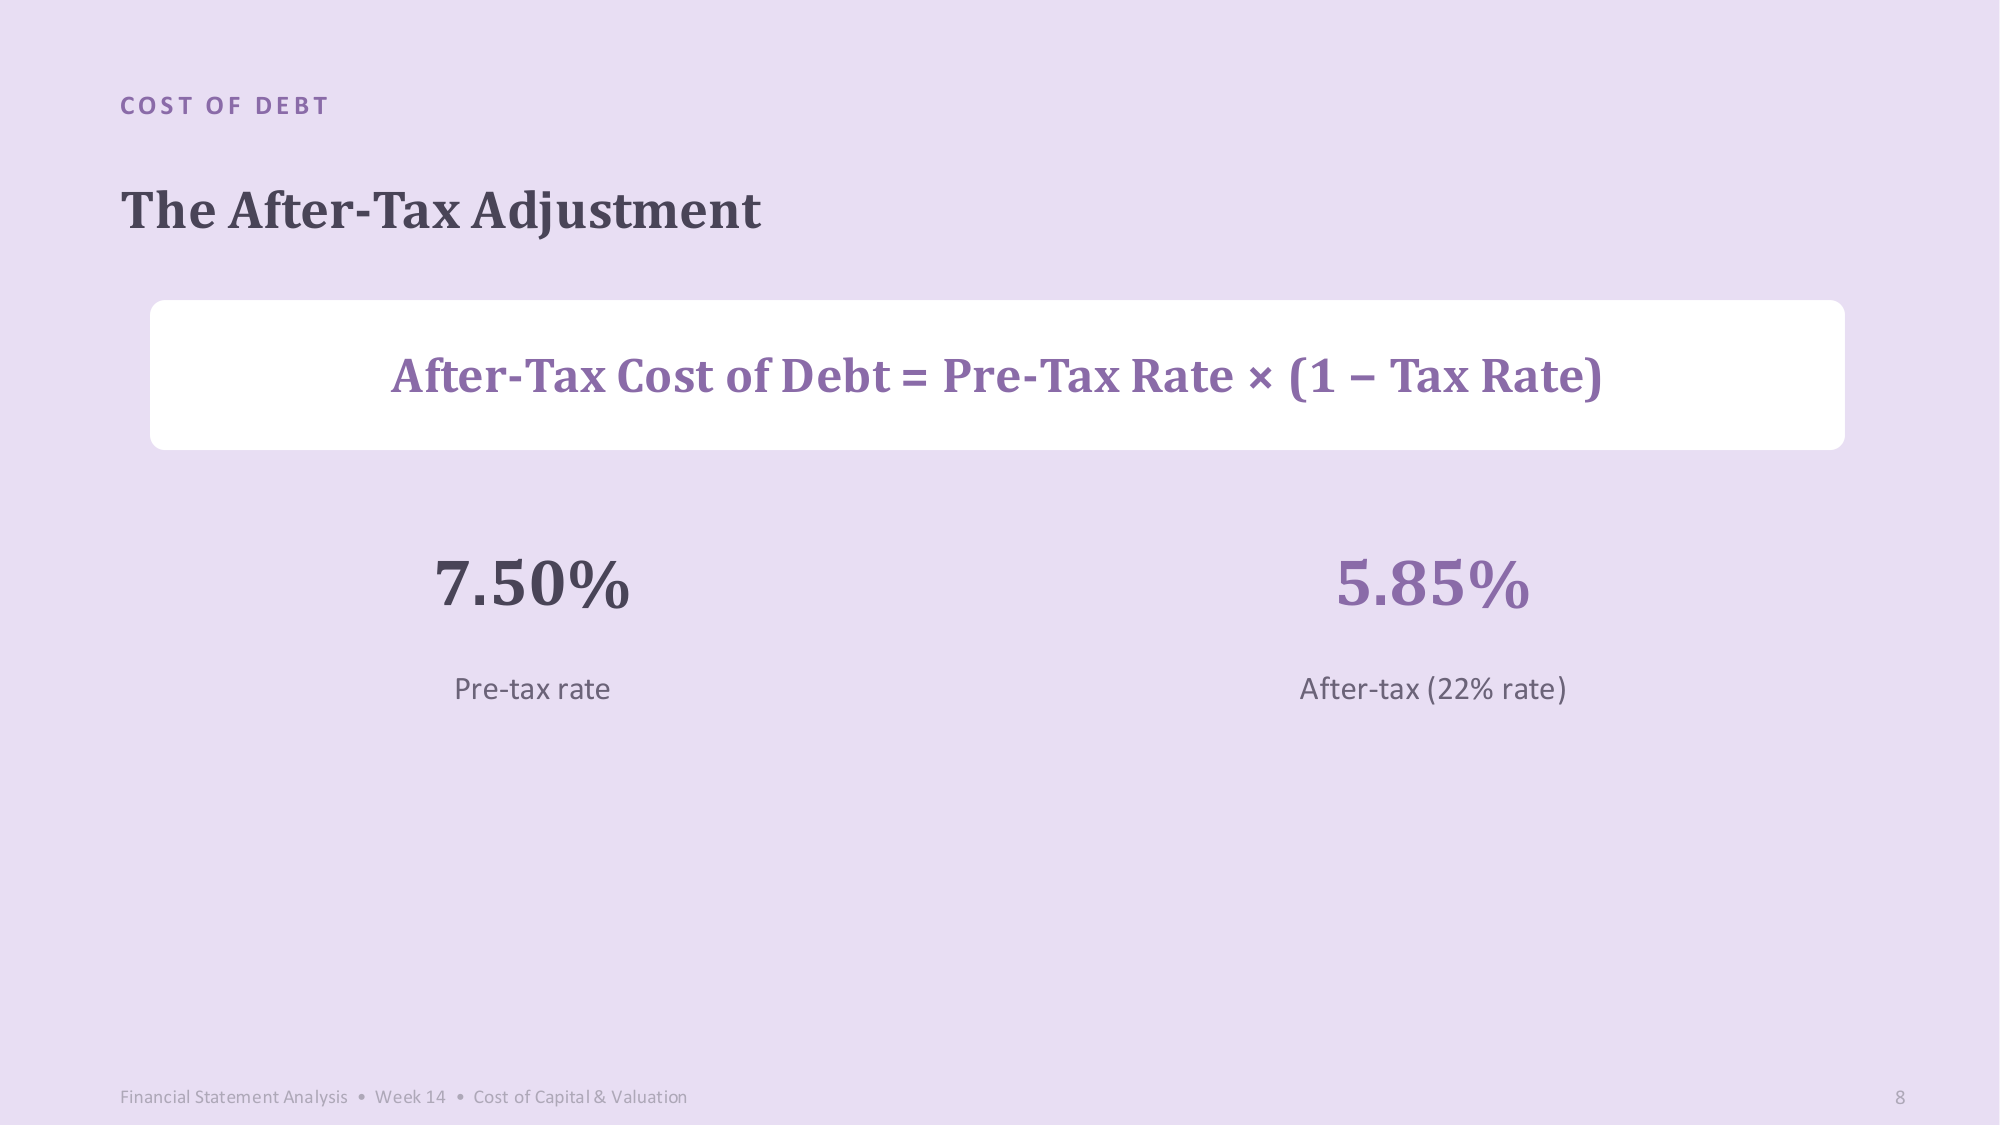 COST OF DEBT
The After-Tax Adjustment
After-Tax Cost of Debt = Pre-Tax Rate × (1 − Tax Rate)
7.50%
Pre-tax rate
5.85%
After-tax (22% rate)
Financial Statement Analysis • Week 14 • Cost of Capital & Valuation
8